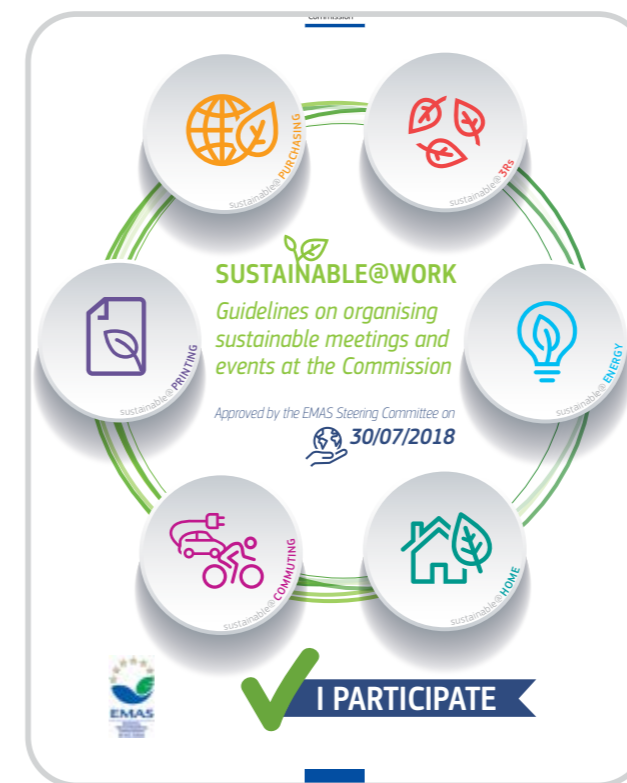 Commission
sustainable@PURCHASING
sustainable@3Rs
SUSTAINABLE@WORK
Guidelines on organising
sustainable meetings and
events at the Commission
Approved by the EMAS Steering Committee on
30/07/2018
sustainable@PRINTING
sustainable@ENERGY
sustainable@COMMUTING
sustainable@HOME
EMAS
I PARTICIPATE